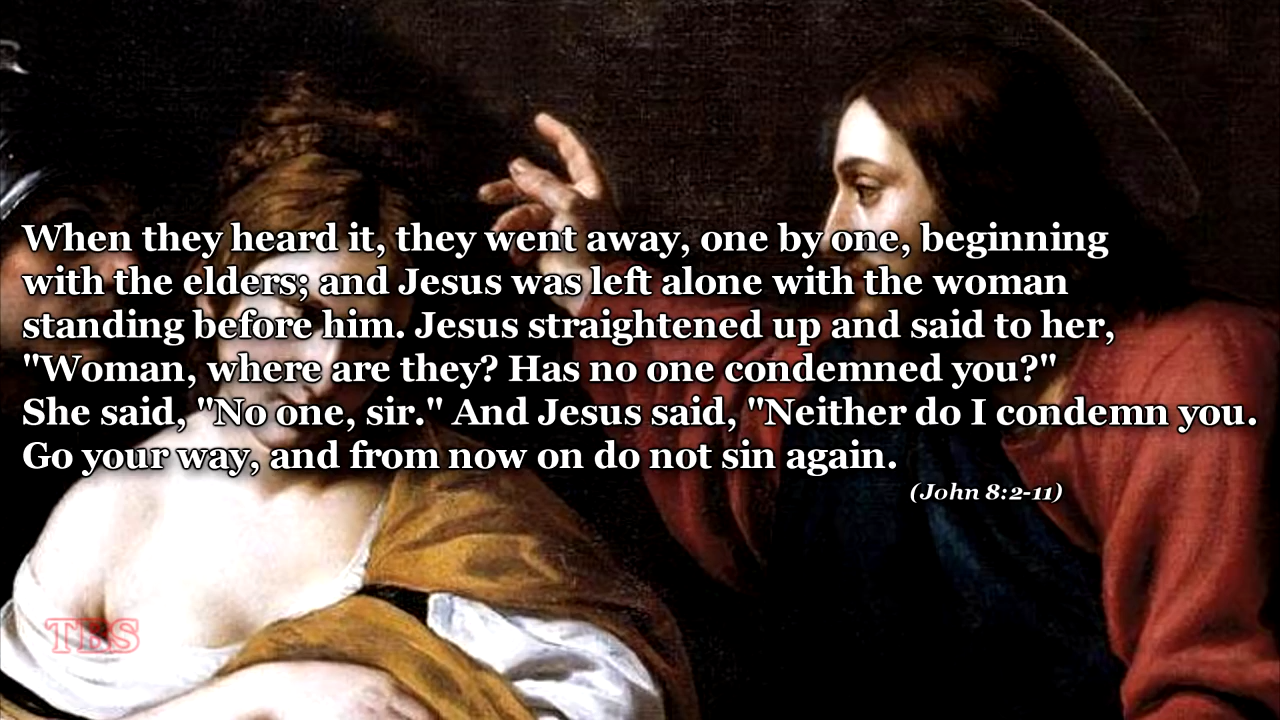 When they heard it, they went away, one by one, beginning
with the elders; and Jesus was left alone with the woman
standing before him. Jesus straightened up and said to her,
"Woman, where are they? Has no one condemned you?"
She said, "No one, sir." And Jesus said, "Neither do I condemn you.
Go your way, and from now on do not sin again.
(John 8:2-11)